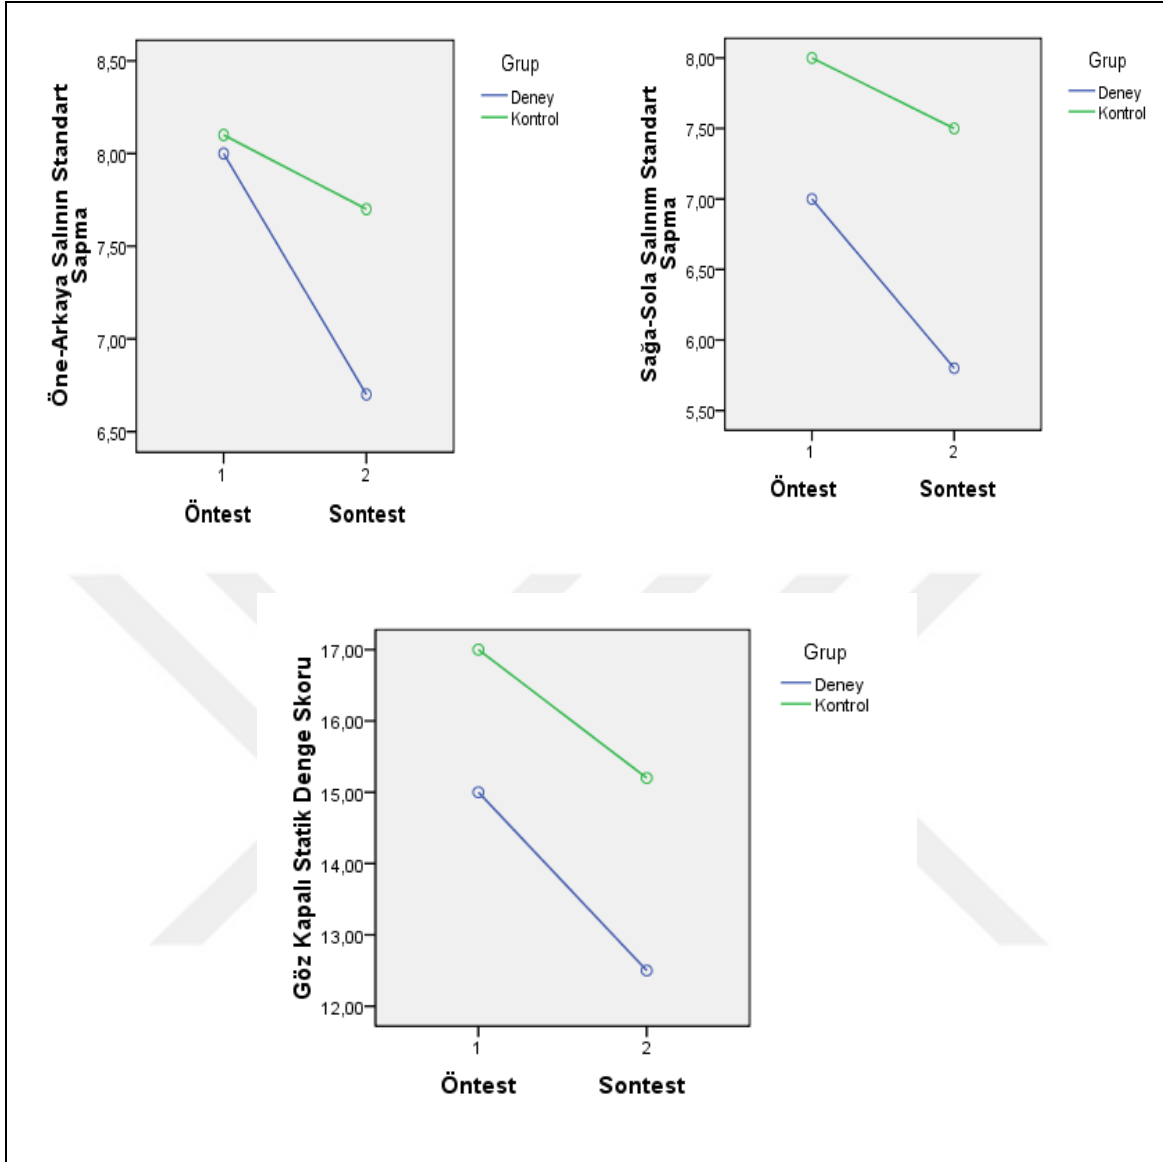 Öne-Arkaya Salının Standart
Sapma
8,50
8,00
7,50
7,00
6,50
1
2
Öntest
Sontest
Grup
Deney
Kontrol
Sağa-Sola Salınım Standart
Sapma
8,00
7,50
7,00
6,50
6,00
5,50
1
2
Öntest
Sontest
Grup
Deney
Kontrol
Göz Kapalı Statik Denge Skoru
17,00
16,00
15,00
14,00
13,00
12,00
1
2
Öntest
Sontest
Grup
Deney
Kontrol